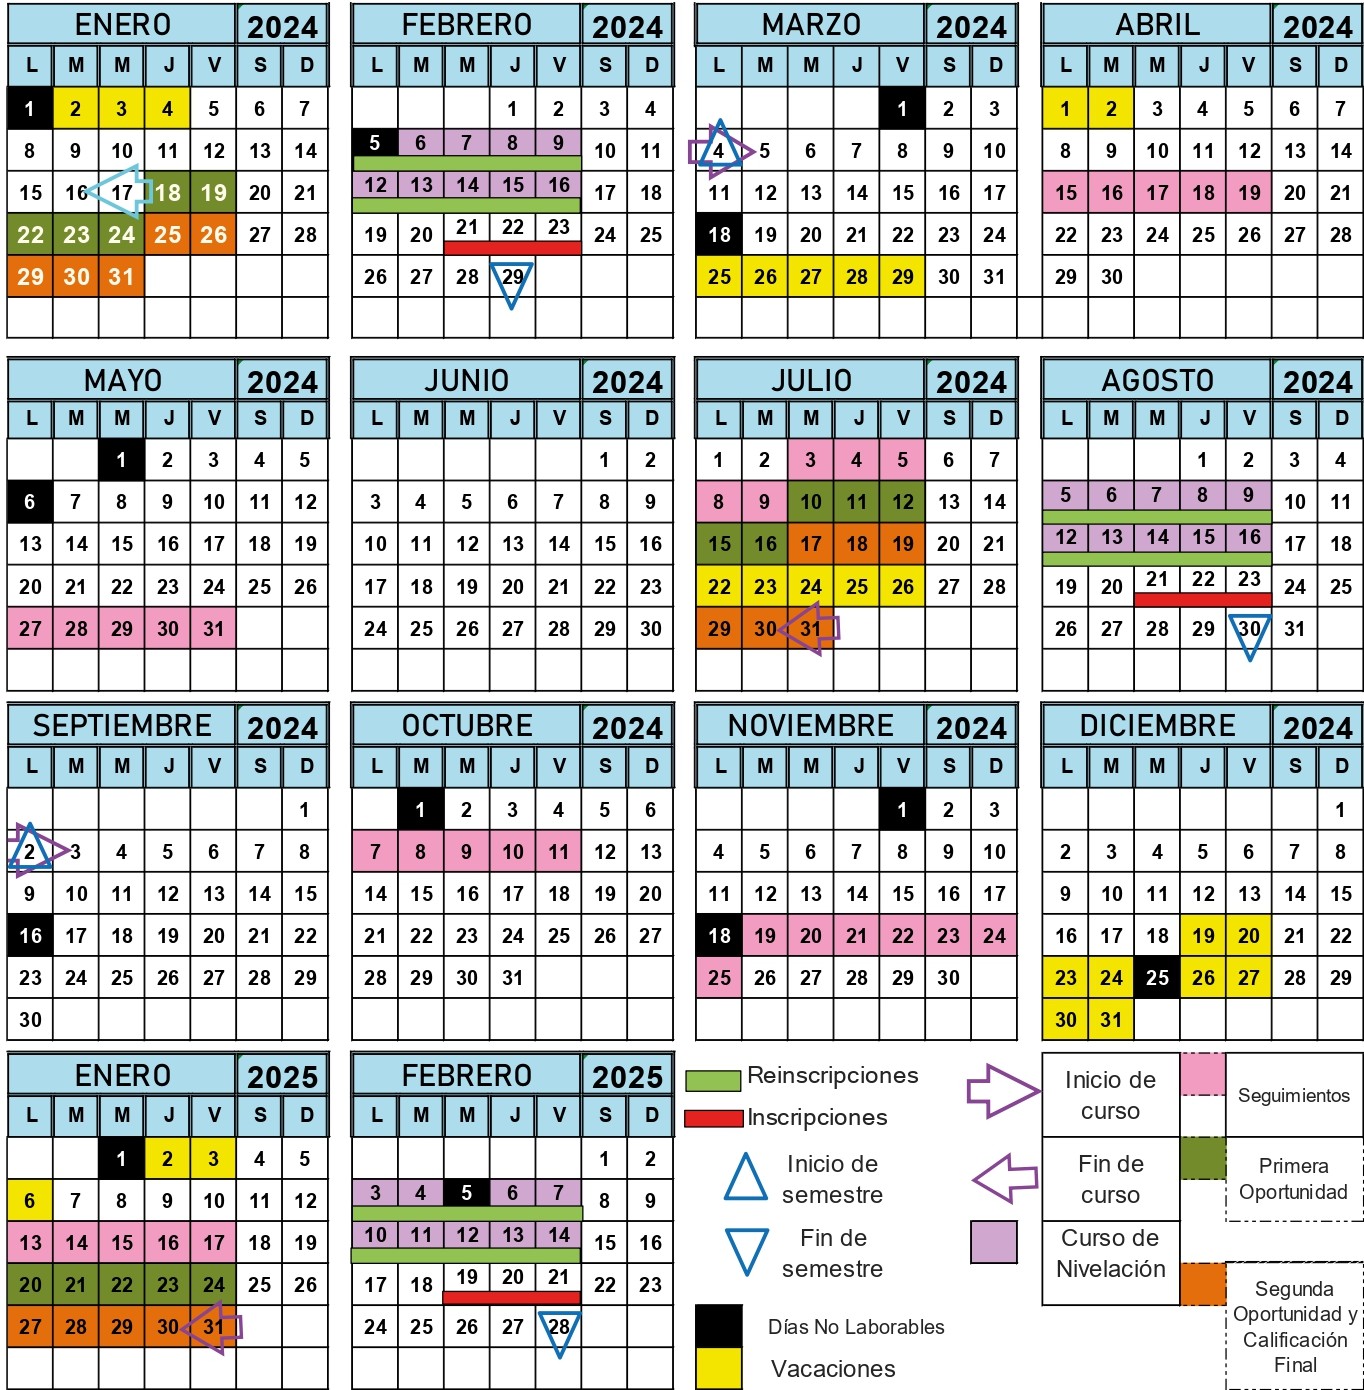 ENERO 2024
L M M J V S D
1 2 3 4 5 6 7
8 9 10 11 12 13 14
15 16 17 18 19 20 21
22 23 24 25 26 27 28
29 30 31
FEBRERO 2024
L M M J V S D
1 2 3 4
5 6 7 8 9 10 11
12 13 14 15 16 17 18
19 20 21 22 23 24 25
26 27 28 29
MARZO 2024
L M M J V S D
1 2 3
4 5 6 7 8 9 10
11 12 13 14 15 16 17
18 19 20 21 22 23 24
25 26 27 28 29 30 31
ABRIL 2024
L M M J V S D
1 2 3 4 5 6 7
8 9 10 11 12 13 14
15 16 17 18 19 20 21
22 23 24 25 26 27 28
29 30
MAYO 2024
L M M J V S D
1 2 3 4 5
6 7 8 9 10 11 12
13 14 15 16 17 18 19
20 21 22 23 24 25 26
27 28 29 30 31
JUNIO 2024
L M M J V S D
1 2
3 4 5 6 7 8 9
10 11 12 13 14 15 16
17 18 19 20 21 22 23
24 25 26 27 28 29 30
JULIO 2024
L M M J V S D
1 2 3 4 5 6 7
8 9 10 11 12 13 14
15 16 17 18 19 20 21
22 23 24 25 26 27 28
29 30 31
AGOSTO 2024
L M M J V S D
1 2 3 4
5 6 7 8 9 10 11
12 13 14 15 16 17 18
19 20 21 22 23 24 25
26 27 28 29 30 31
SEPTIEMBRE 2024
L M M J V S D
1
2 3 4 5 6 7 8
9 10 11 12 13 14 15
16 17 18 19 20 21 22
23 24 25 26 27 28 29
30
OCTUBRE 2024
L M M J V S D
1 2 3 4 5 6
7 8 9 10 11 12 13
14 15 16 17 18 19 20
21 22 23 24 25 26 27
28 29 30 31
NOVIEMBRE 2024
L M M J V S D
1 2 3
4 5 6 7 8 9 10
11 12 13 14 15 16 17
18 19 20 21 22 23 24
25 26 27 28 29 30
DICIEMBRE 2024
L M M J V S D
1
2 3 4 5 6 7 8
9 10 11 12 13 14 15
16 17 18 19 20 21 22
23 24 25 26 27 28 29
30 31
ENERO 2025
L M M J V S D
1 2 3 4 5
6 7 8 9 10 11 12
13 14 15 16 17 18 19
20 21 22 23 24 25 26
27 28 29 30 31
FEBRERO 2025
L M M J V S D
1 2
3 4 5 6 7 8 9
10 11 12 13 14 15 16
17 18 19 20 21 22 23
24 25 26 27 28
Reinscripciones
Inscripciones
Inicio de
semestre
Fin de
semestre
Días No Laborables
Vacaciones
Inicio de
curso
Fin de
curso
Curso de
Nivelación
Seguimientos
Primera
Oportunidad
Segunda
Oportunidad y
Calificación
Final